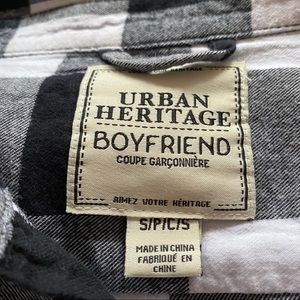 URBAN
HERITAGE
BOYFRIEND
COUPE GARÇONNIÈRE
AIMEZ VOTRE HÉRITAGE
S/P/C/S
MADE IN CHINA
FABRIQUÉ EN
CHINE